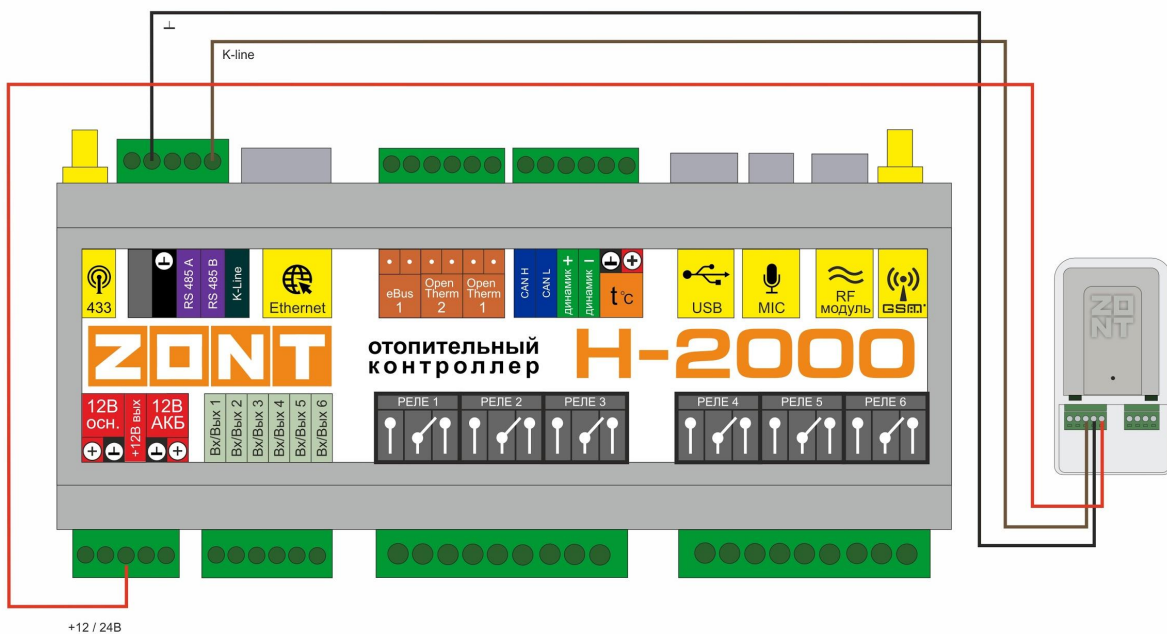 ⊥
K-line
433
RS 485 A
RS 485 B
K-Line
Ethernet
eBus
1
Open
Therm
2
Open
Therm
1
CAN H
CAN L
динамик +
динамик –
t °C
USB
MIC
RF
модуль
GSM
ZONT
отопительный
контроллер
H-2000
ZONT
12В
осн.
+12В вых
12В
АКБ
Вх/Вых 1
Вх/Вых 2
Вх/Вых 3
Вх/Вых 4
Вх/Вых 5
Вх/Вых 6
РЕЛЕ 1
РЕЛЕ 2
РЕЛЕ 3
РЕЛЕ 4
РЕЛЕ 5
РЕЛЕ 6
+12 / 24В